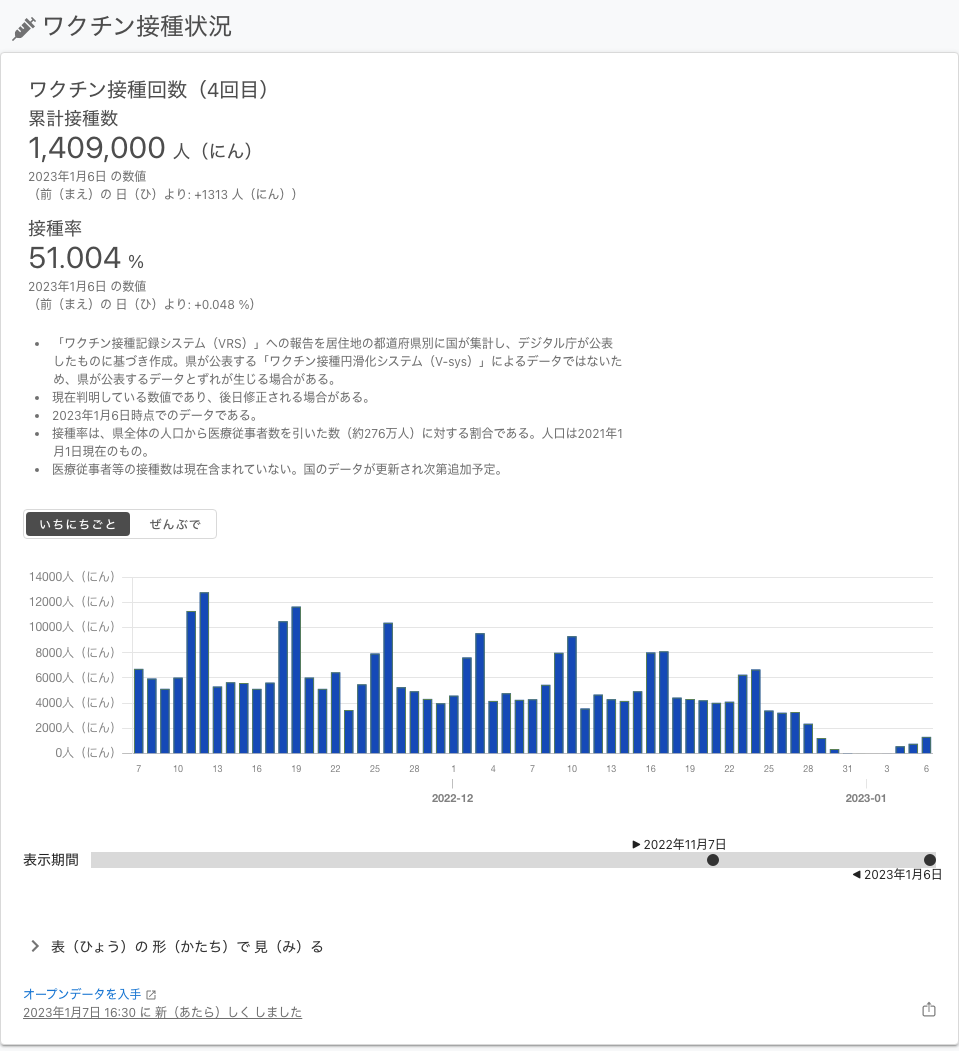 ワクチン接種状況
ワクチン接種回数（4回目）
累計接種数
1,409,000 人（にん）
2023年1月6日 の数値
（前（まえ）の 日（ひ）より: +1313 人（にん））
接種率
51.004 %
2023年1月6日 の数値
（前（まえ）の 日（ひ）より: +0.048 %）
• 「ワクチン接種記録システム（VRS）」への報告を居住地の都道府県別に国が集計し、デジタル庁が公表
したものに基づき作成。県が公表する「ワクチン接種円滑化システム（V-sys）」によるデータではないた
め、県が公表するデータとずれが生じる場合がある。
• 現在判明している数値であり、後日修正される場合がある。
• 2023年1月6日時点でのデータである。
• 接種率は、県全体の人口から医療従事者数を引いた数（約276万人）に対する割合である。人口は2021年1
月1日現在のもの。
• 医療従事者等の接種数は現在含まれていない。国のデータが更新され次第追加予定。
いちにちごと ぜんぶで
14000人（にん）
12000人（にん）
10000人（にん）
8000人（にん）
6000人（にん）
4000人（にん）
2000人（にん）
0人（にん）
7 10 13 16 19 22 25 28 1 4 7 10 13 16 19 22 25 28 31 3 6
2022-12 2023-01
▶ 2022年11月7日
表示期間
◀ 2023年1月6日
表（ひょう）の 形（かたち）で 見（み）る
オープンデータを入手
2023年1月7日 16:30 に 新（あたら）しく しました